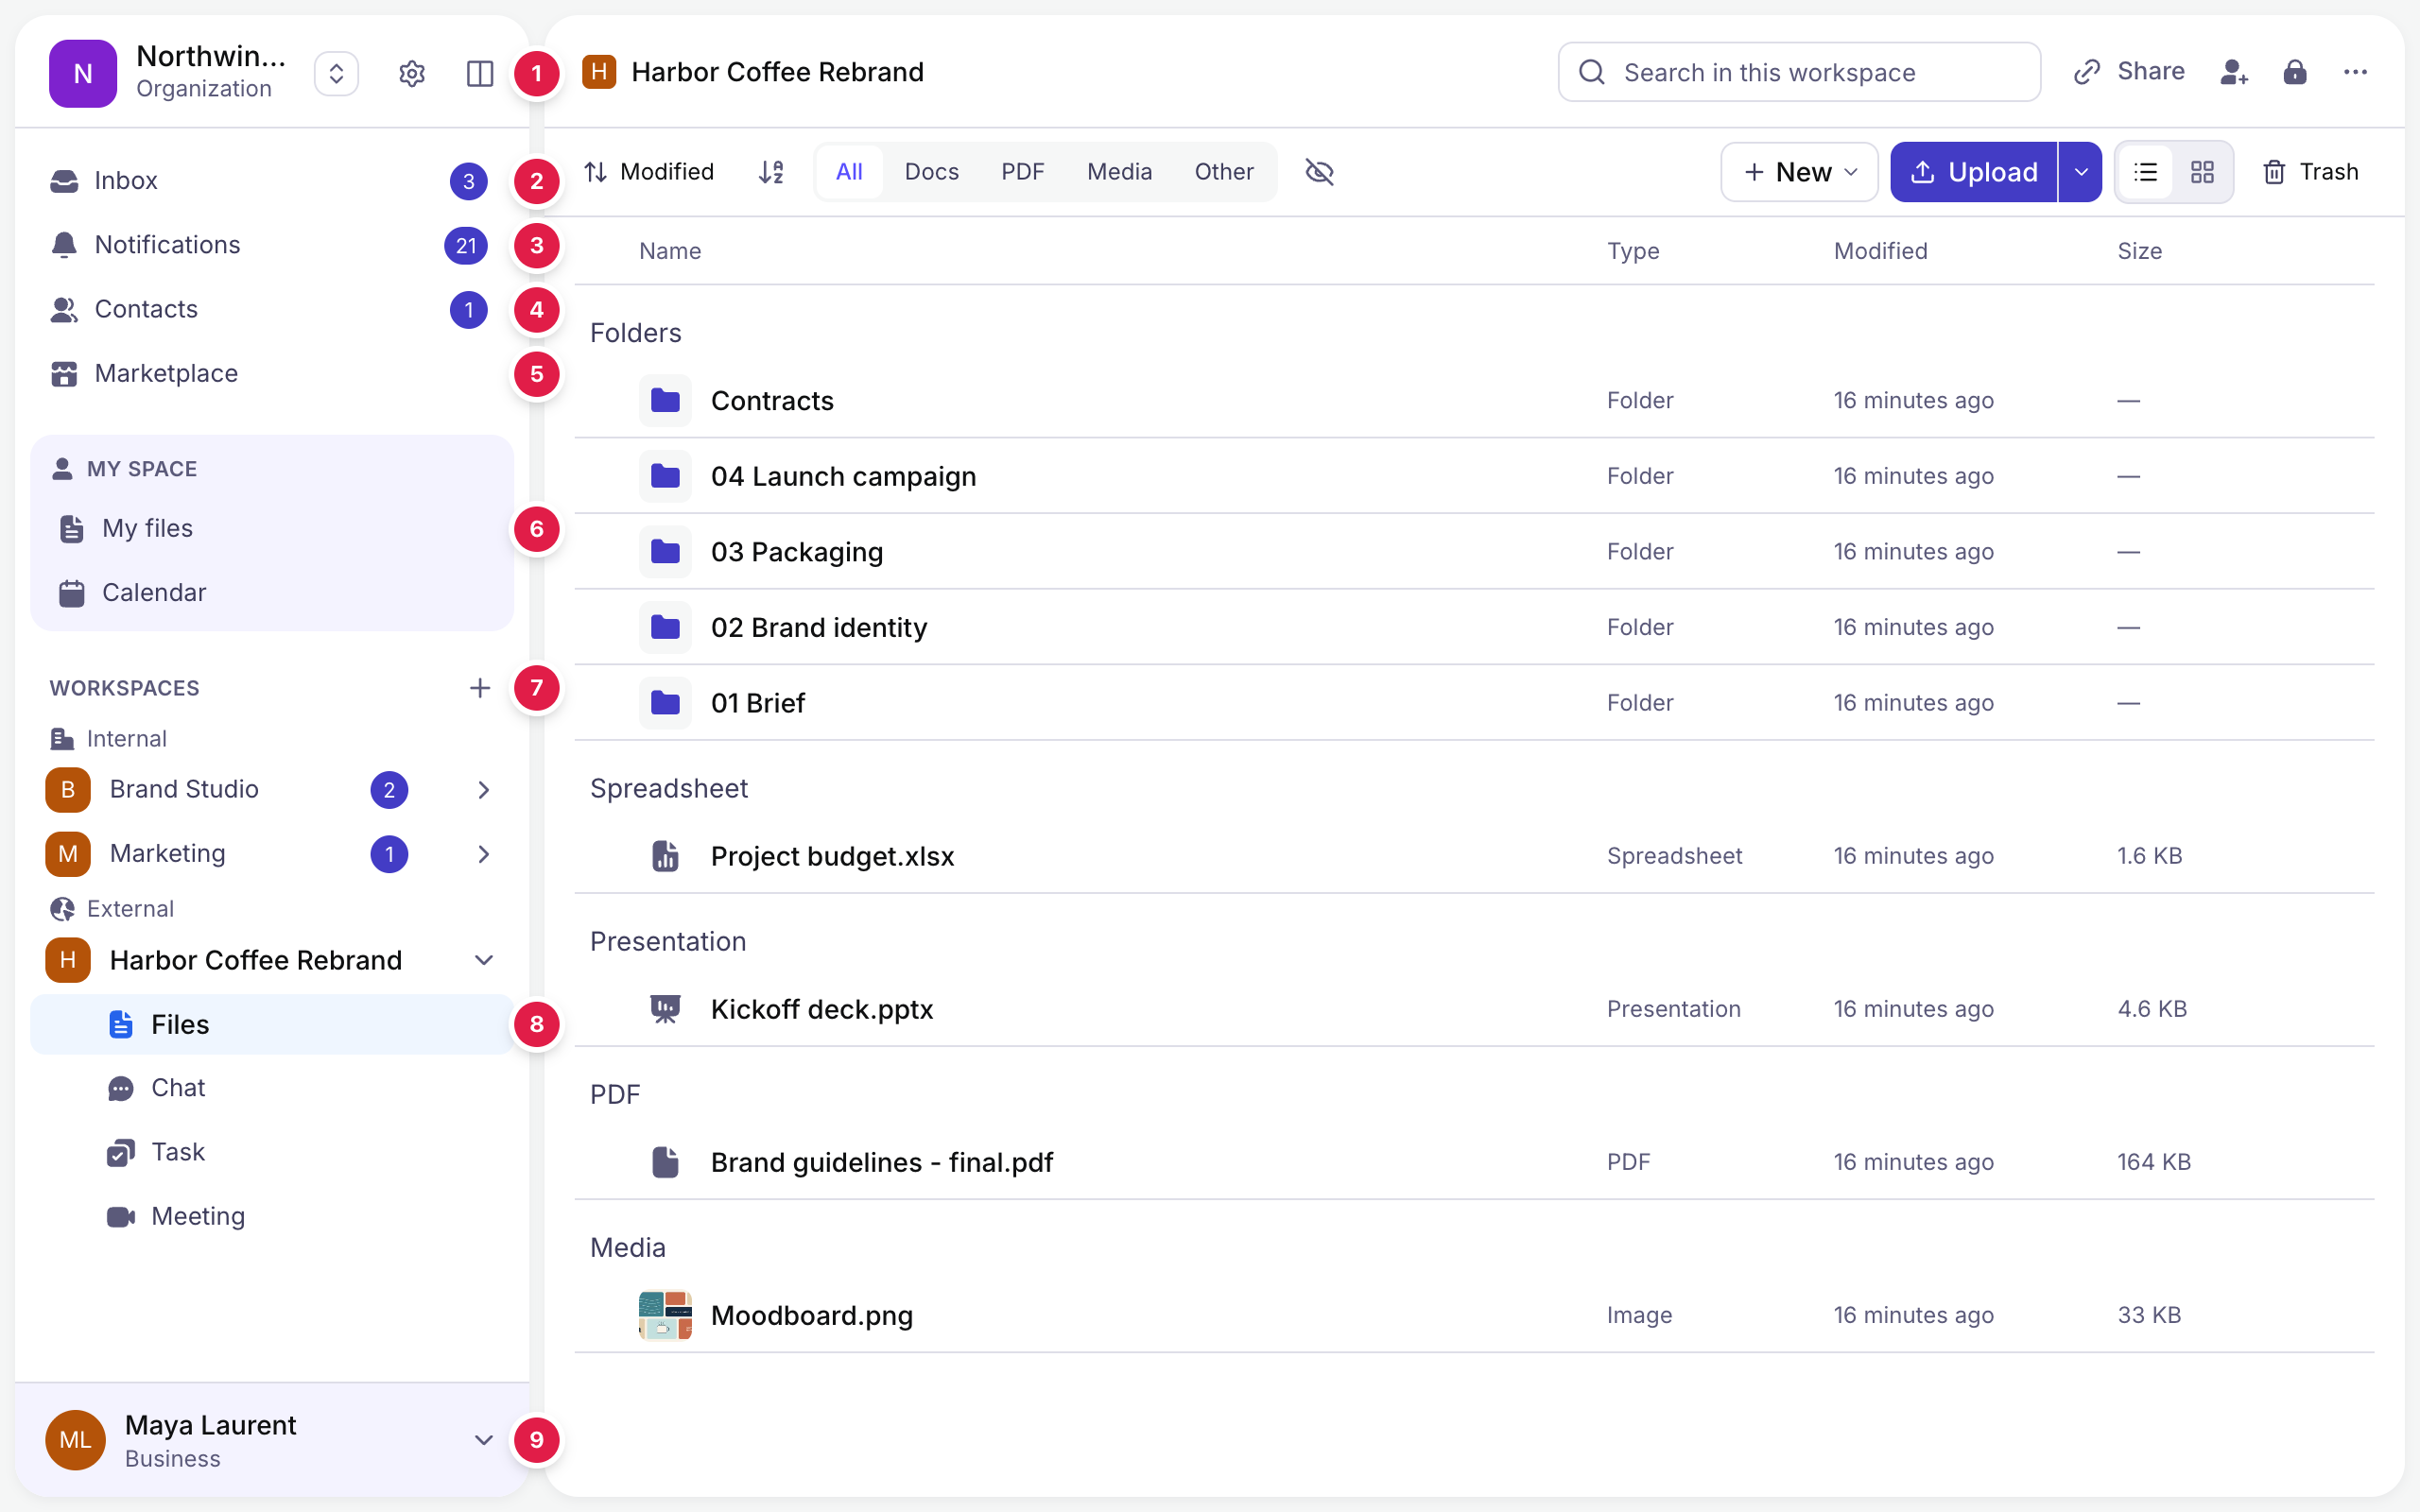 N
Northwin...
Organization
1
Inbox
3
2
Notifications
21
3
Contacts
1
4
Marketplace
5
MY SPACE
My files
6
Calendar
WORKSPACES
7
Internal
B
Brand Studio
2
M
Marketing
1
External
H
Harbor Coffee Rebrand
Files
8
Chat
Task
Meeting
ML
Maya Laurent
Business
9
H
Harbor Coffee Rebrand
Search in this workspace
Share
Modified
All
Docs
PDF
Media
Other
New
Upload
Trash
Name Type Modified Size
Folders
Contracts Folder 16 minutes ago —
04 Launch campaign Folder 16 minutes ago —
03 Packaging Folder 16 minutes ago —
02 Brand identity Folder 16 minutes ago —
01 Brief Folder 16 minutes ago —
Spreadsheet
Project budget.xlsx Spreadsheet 16 minutes ago 1.6 KB
Presentation
Kickoff deck.pptx Presentation 16 minutes ago 4.6 KB
PDF
Brand guidelines - final.pdf PDF 16 minutes ago 164 KB
Media
Moodboard.png Image 16 minutes ago 33 KB